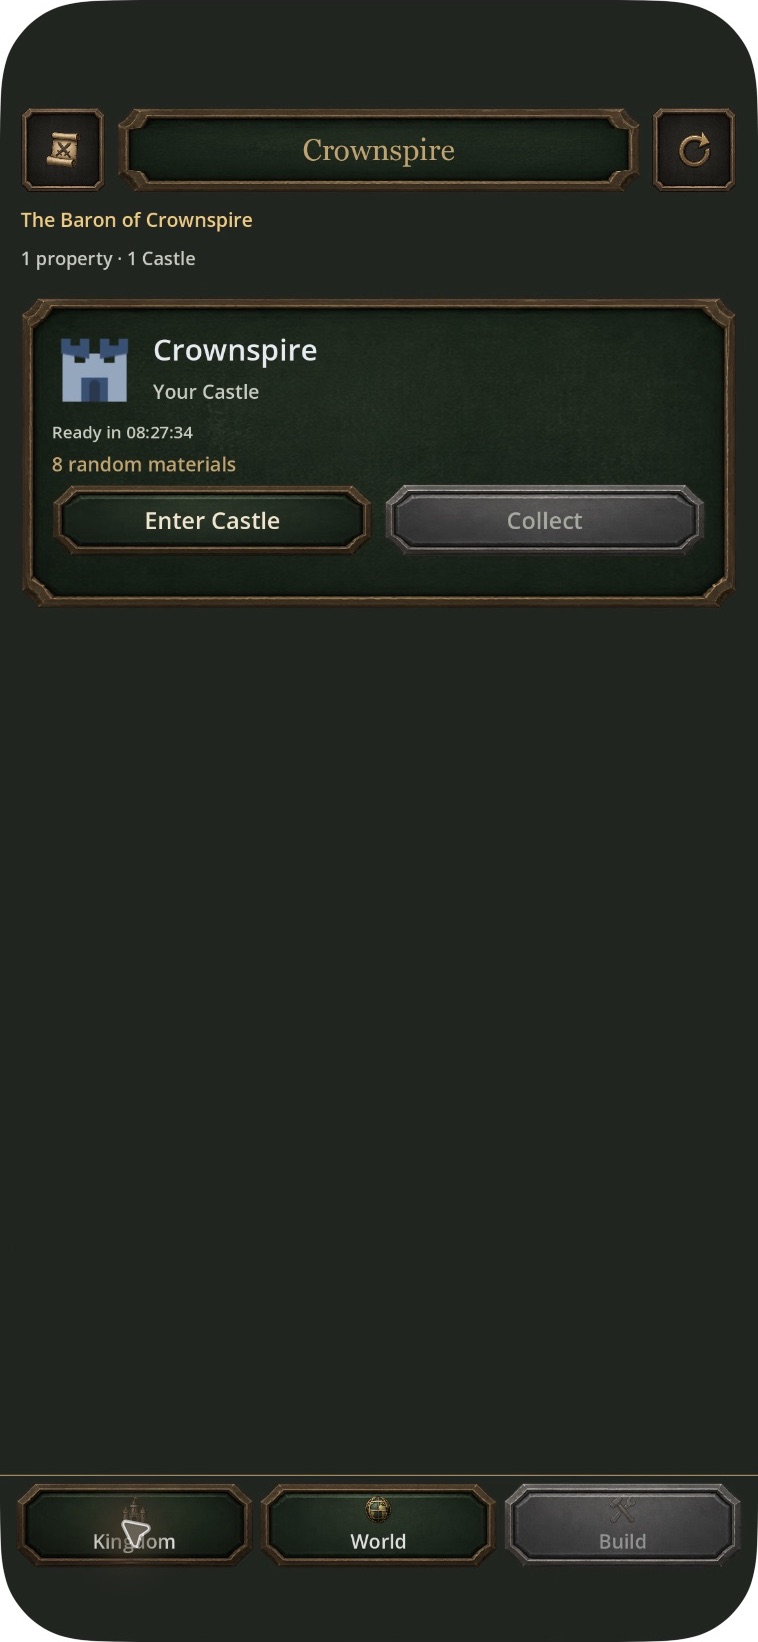 Crownspire
The Baron of Crownspire
1 property · 1 Castle
Crownspire
Your Castle
Ready in 08:27:34
8 random materials
Enter Castle
Collect
Kingdom
World
Build